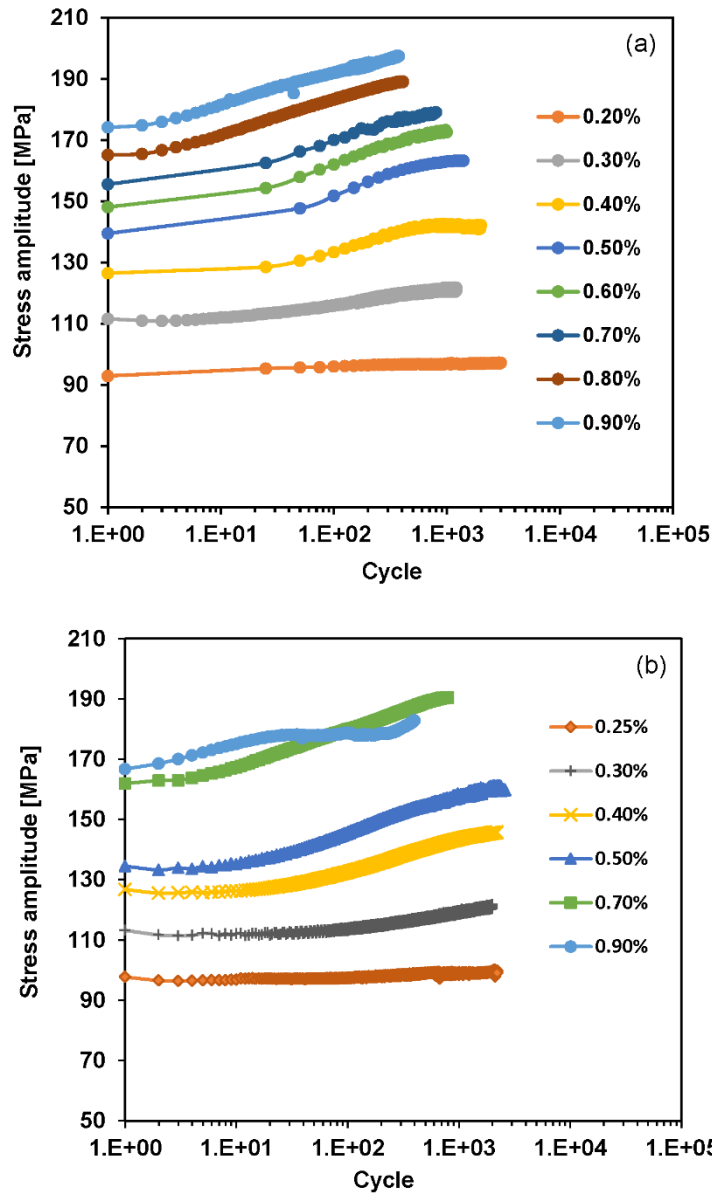 (a)
210
190
170
150
130
110
90
70
50
Stress amplitude [MPa]
1.E+00
1.E+01
1.E+02
1.E+03
1.E+04
1.E+05
Cycle
0.20%
0.30%
0.40%
0.50%
0.60%
0.70%
0.80%
0.90%
(b)
210
190
170
150
130
110
90
70
50
Stress amplitude [MPa]
1.E+00
1.E+01
1.E+02
1.E+03
1.E+04
1.E+05
Cycle
0.25%
0.30%
0.40%
0.50%
0.70%
0.90%